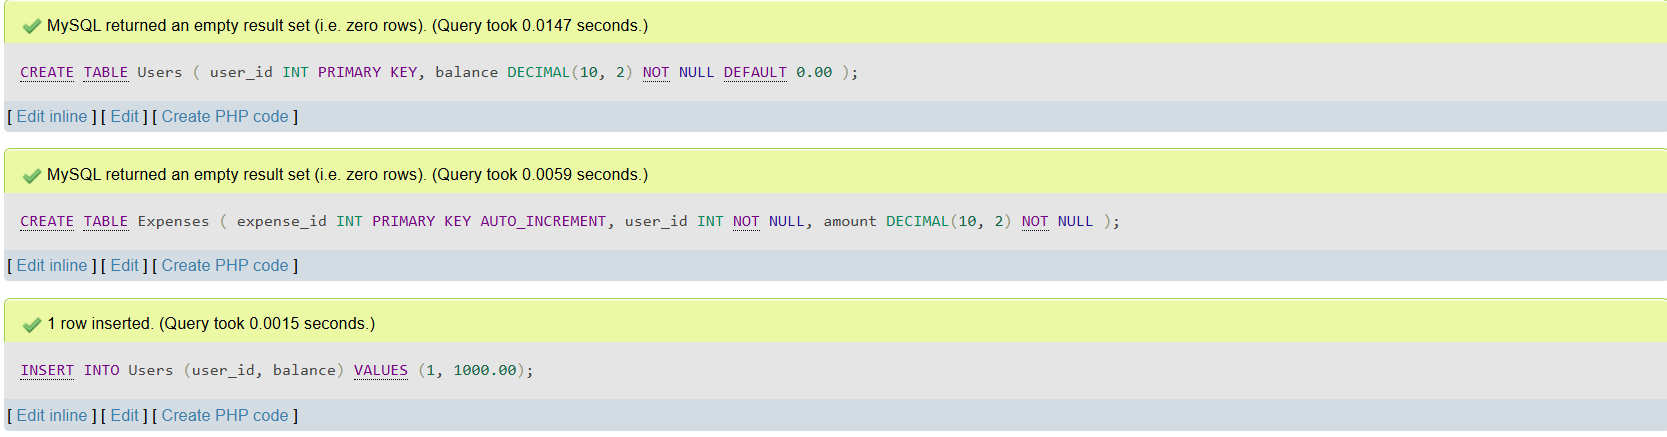 MySQL returned an empty result set (i.e. zero rows). (Query took 0.0147 seconds.)
CREATE TABLE Users ( user_id INT PRIMARY KEY, balance DECIMAL(10, 2) NOT NULL DEFAULT 0.00 );
[ Edit inline ] [ Edit ] [ Create PHP code ]
MySQL returned an empty result set (i.e. zero rows). (Query took 0.0059 seconds.)
CREATE TABLE Expenses ( expense_id INT PRIMARY KEY AUTO_INCREMENT, user_id INT NOT NULL, amount DECIMAL(10, 2) NOT NULL );
[ Edit inline ] [ Edit ] [ Create PHP code ]
1 row inserted. (Query took 0.0015 seconds.)
INSERT INTO Users (user_id, balance) VALUES (1, 1000.00);
[ Edit inline ] [ Edit ] [ Create PHP code ]